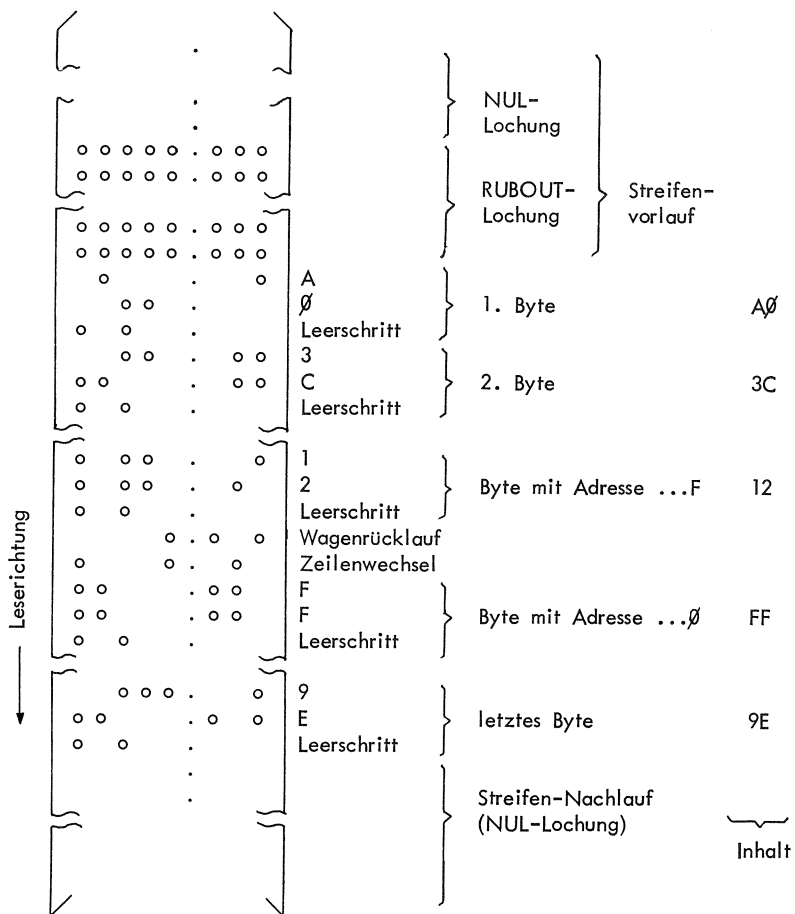 NUL-
Lochung
RUBOUT-
Lochung
Streifen-
vorlauf
A
Ø
Leerschritt
1. Byte
AØ
3
C
Leerschritt
2. Byte
3C
1
2
Leerschritt
Byte mit Adresse ...F
12
Wagenrücklauf
Zeilenwechsel
F
F
Leerschritt
Byte mit Adresse ...Ø
FF
Leserichtung
9
E
Leerschritt
letztes Byte
9E
Streifen-Nachlauf
(NUL-Lochung)
Inhalt